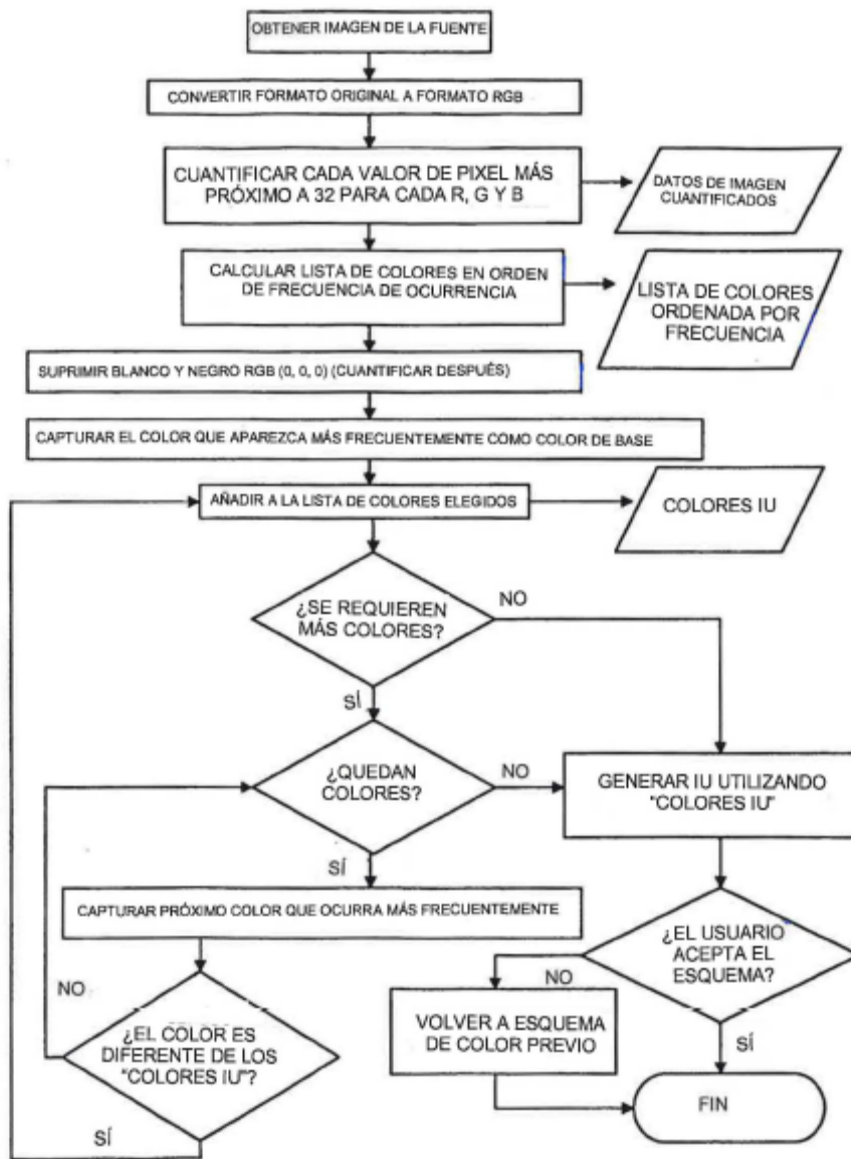 OBTENER IMAGEN DE LA FUENTE
CONVERTIR FORMATO ORIGINAL A FORMATO RGB
CUANTIFICAR CADA VALOR DE PIXEL MÁS
PRÓXIMO A 32 PARA CADA R, G Y B
DATOS DE IMAGEN
CUANTIFICADOS
CALCULAR LISTA DE COLORES EN ORDEN
DE FRECUENCIA DE OCURRENCIA
LISTA DE COLORES
ORDENADA POR
FRECUENCIA
SUPRIMIR BLANCO Y NEGRO RGB (0, 0, 0) (CUANTIFICAR DESPUÉS)
CAPTURAR EL COLOR QUE APAREZCA MÁS FRECUENTEMENTE COMO COLOR DE BASE
AÑADIR A LA LISTA DE COLORES ELEGIDOS
COLORES IU
¿SE REQUIEREN
MÁS COLORES?
NO
SÍ
¿QUEDAN
COLORES?
NO
GENERAR IU UTILIZANDO
"COLORES IU"
SÍ
CAPTURAR PRÓXIMO COLOR QUE OCURRA MÁS FRECUENTEMENTE
¿EL USUARIO
ACEPTA EL
ESQUEMA?
NO
NO
¿EL COLOR ES
DIFERENTE DE LOS
"COLORES IU"?
VOLVER A ESQUEMA
DE COLOR PREVIO
SÍ
FIN
SÍ